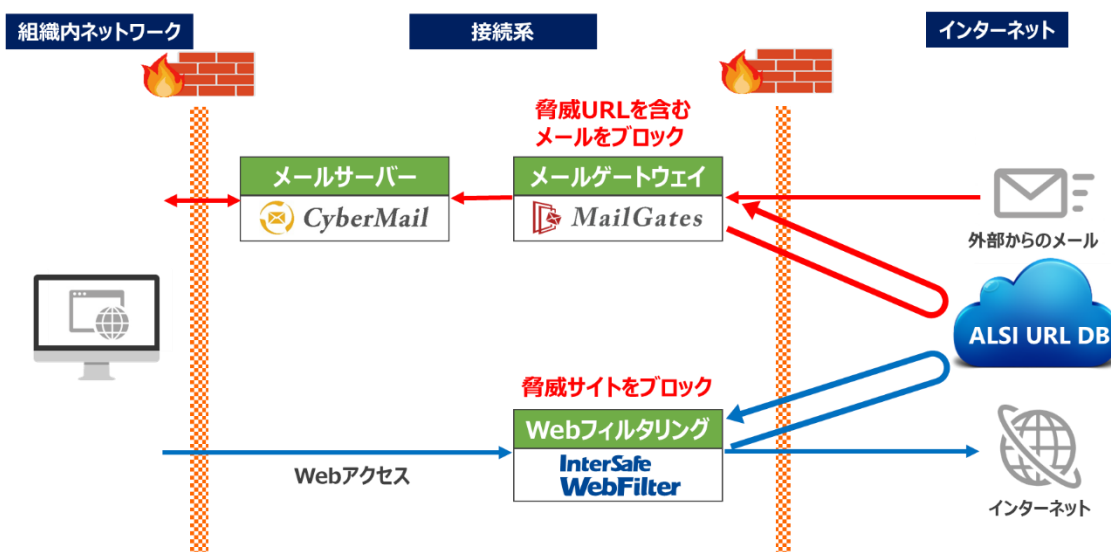 組織内ネットワーク
接続系
インターネット
脅威URLを含む
メールをブロック
メールサーバー
CyberMail
メールゲートウェイ
MailGates
外部からのメール
ALSI URL DB
脅威サイトをブロック
Webフィルタリング
InterSafe
WebFilter
Webアクセス
インターネット